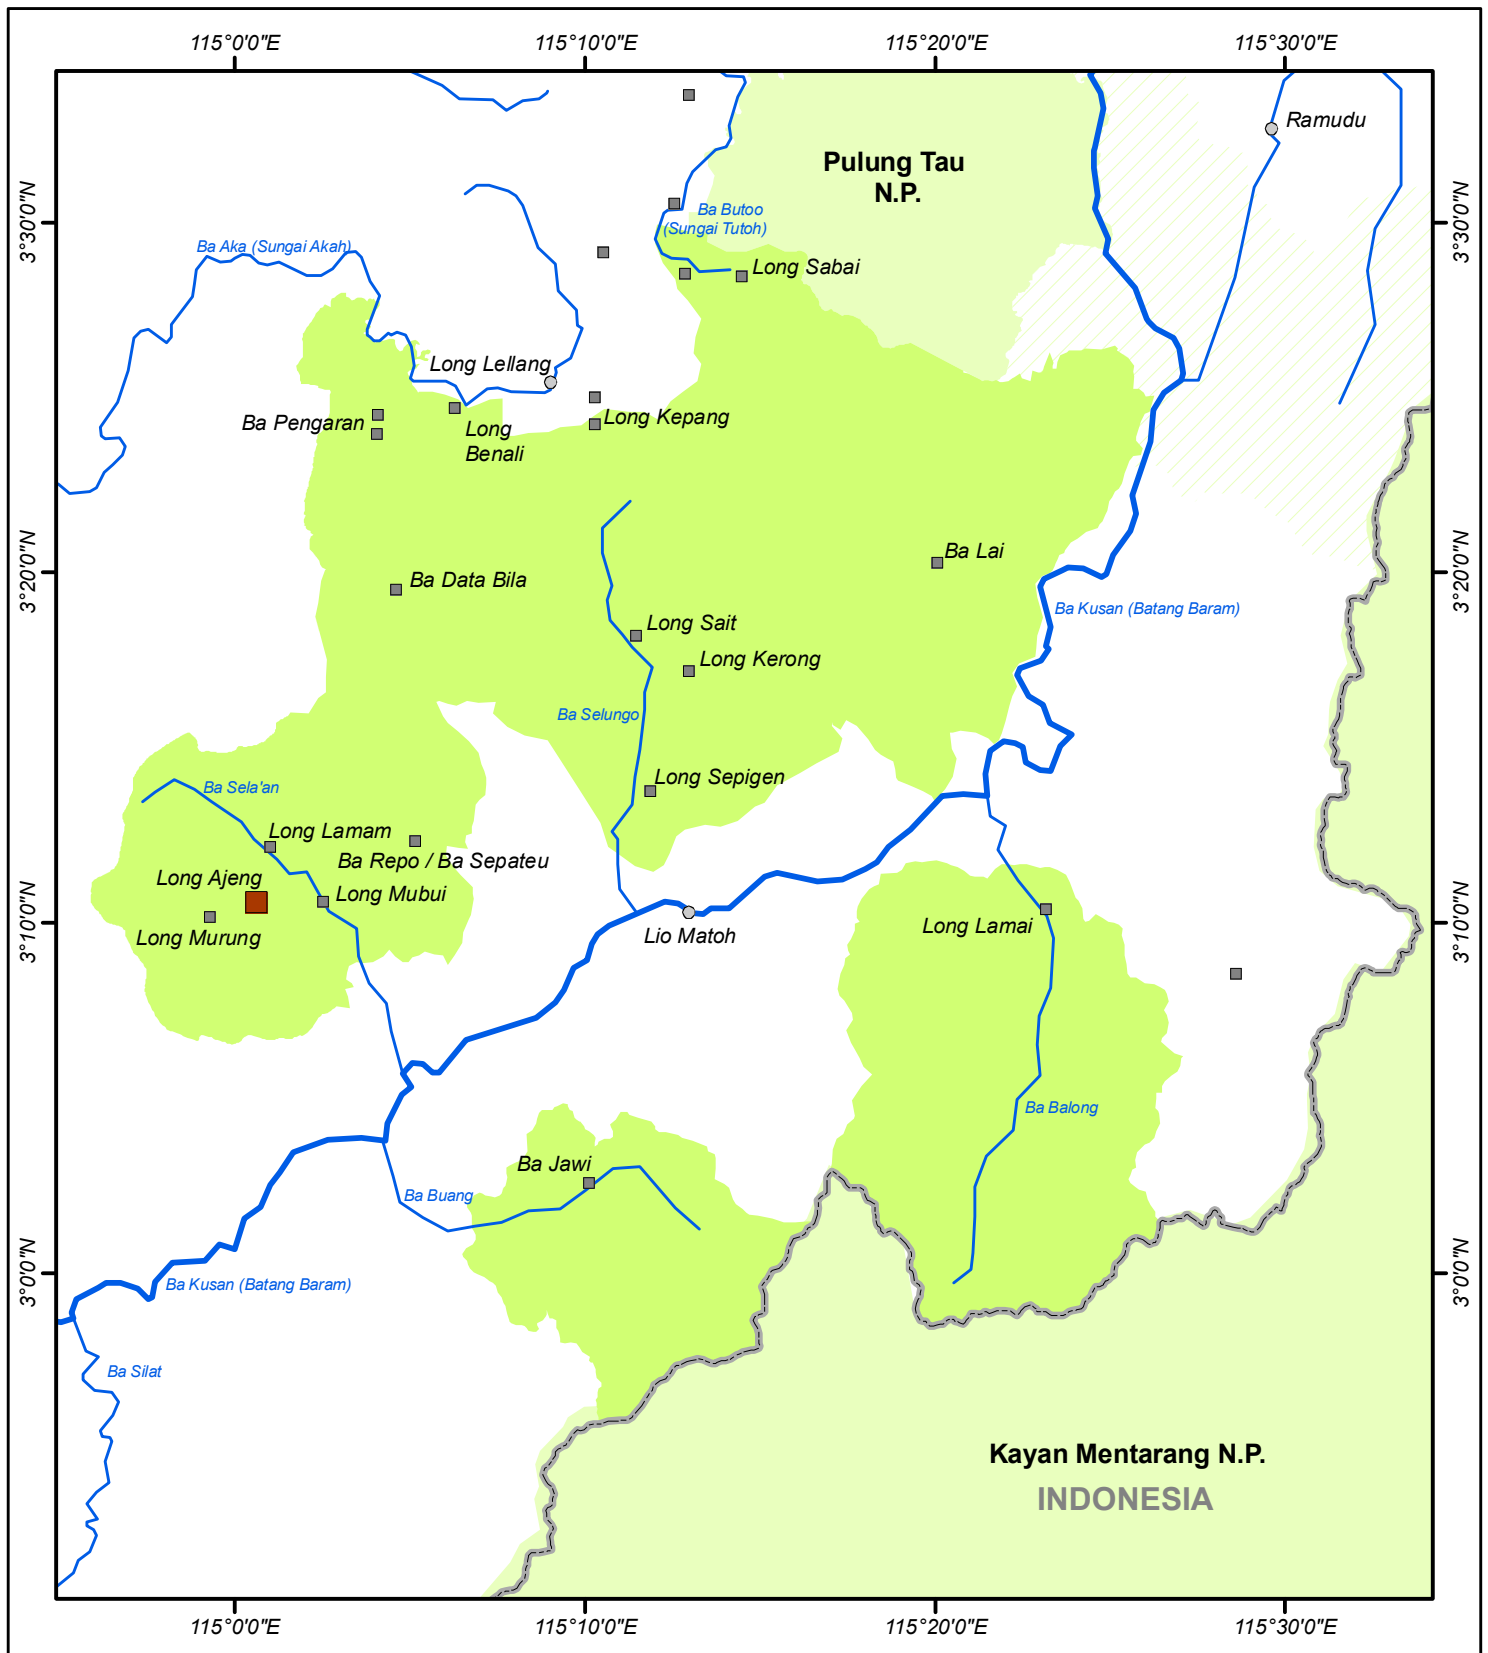 115°0'0"E
115°10'0"E
115°20'0"E
115°30'0"E
Ramudu
Pulung Tau
N.P.
3°30'0"N
3°30'0"N
Ba Butoo
(Sungai Tutoh)
Ba Aka (Sungai Akah)
Long Sabai
Long Lellang
Long Kepang
Ba Pengaran
Long
Benali
Ba Lai
3°20'0"N
3°20'0"N
Ba Data Bila
Ba Kusan (Batang Baram)
Long Sait
Long Kerong
Ba Selungo
Long Sepigen
Ba Sela'an
Long Lamam
Ba Repo / Ba Sepateu
Long Ajeng
Long Mubui
Long Murung
Lio Matoh
Long Lamai
3°10'0"N
3°10'0"N
Ba Balong
Ba Jawi
Ba Buang
3°0'0"N
3°0'0"N
Ba Kusan (Batang Baram)
Ba Silat
Kayan Mentarang N.P.
INDONESIA
115°0'0"E
115°10'0"E
115°20'0"E
115°30'0"E